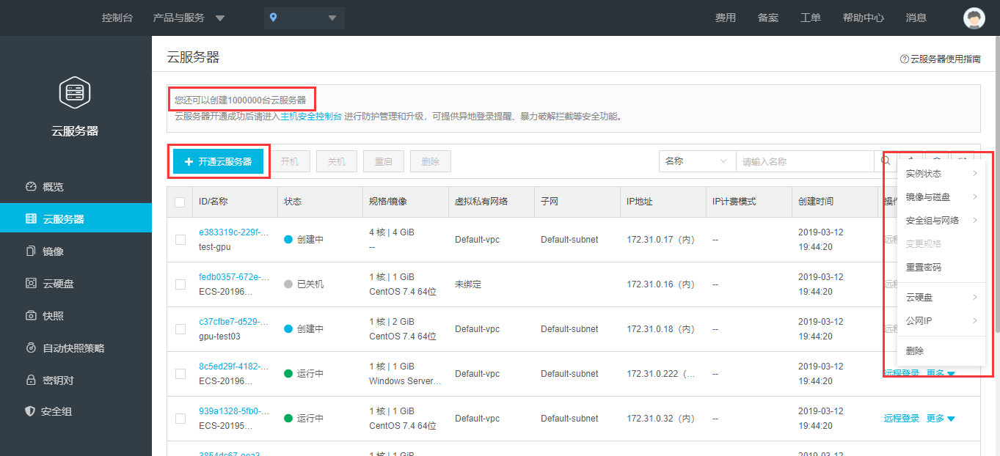 控制台 产品与服务 费用 备案 工单 帮助中心 消息
云服务器
概览
云服务器
镜像
云硬盘
快照
自动快照策略
密钥对
安全组
云服务器
云服务器使用指南
您还可以创建1000000台云服务器
云服务器开通成功后请进入主机安全控制台 进行防护管理和升级，可提供异地登录提醒、暴力破解拦截等安全功能。
+ 开通云服务器 开机 关机 重启 删除 名称 请输入名称
ID/名称 状态 规格/镜像 虚拟私有网络 子网 IP地址 IP计费模式 创建时间 操作
e383319c-229f-... 创建中 4 核 | 4 GiB Default-vpc Default-subnet 172.31.0.17（内） -- 2019-03-12
test-gpu -- 19:44:20
fedb0357-672e-... 已关机 1 核 | 1 GiB 未绑定 172.31.0.16（内） -- 2019-03-12
ECS-20196... CentOS 7.4 64位 19:44:20
c37cfbe7-d529-... 创建中 1 核 | 2 GiB Default-vpc Default-subnet 172.31.0.18（内） -- 2019-03-12
gpu-test03 CentOS 7.4 64位 19:44:20
8c5ed29f-4182-... 运行中 1 核 | 1 GiB Default-vpc Default-subnet 172.31.0.222（... -- 2019-03-12 远程登录 更多
ECS-20196... Windows Server... 19:44:20
939a1328-5fb0-... 运行中 1 核 | 1 GiB Default-vpc Default-subnet 172.31.0.32（内） -- 2019-03-12 远程登录 更多
ECS-20195... CentOS 7.4 64位 19:44:20
1 核 | 1 GiB 2019-03-12
实例状态
镜像与磁盘
安全组与网络
变更规格
重置密码
云硬盘
公网IP
删除